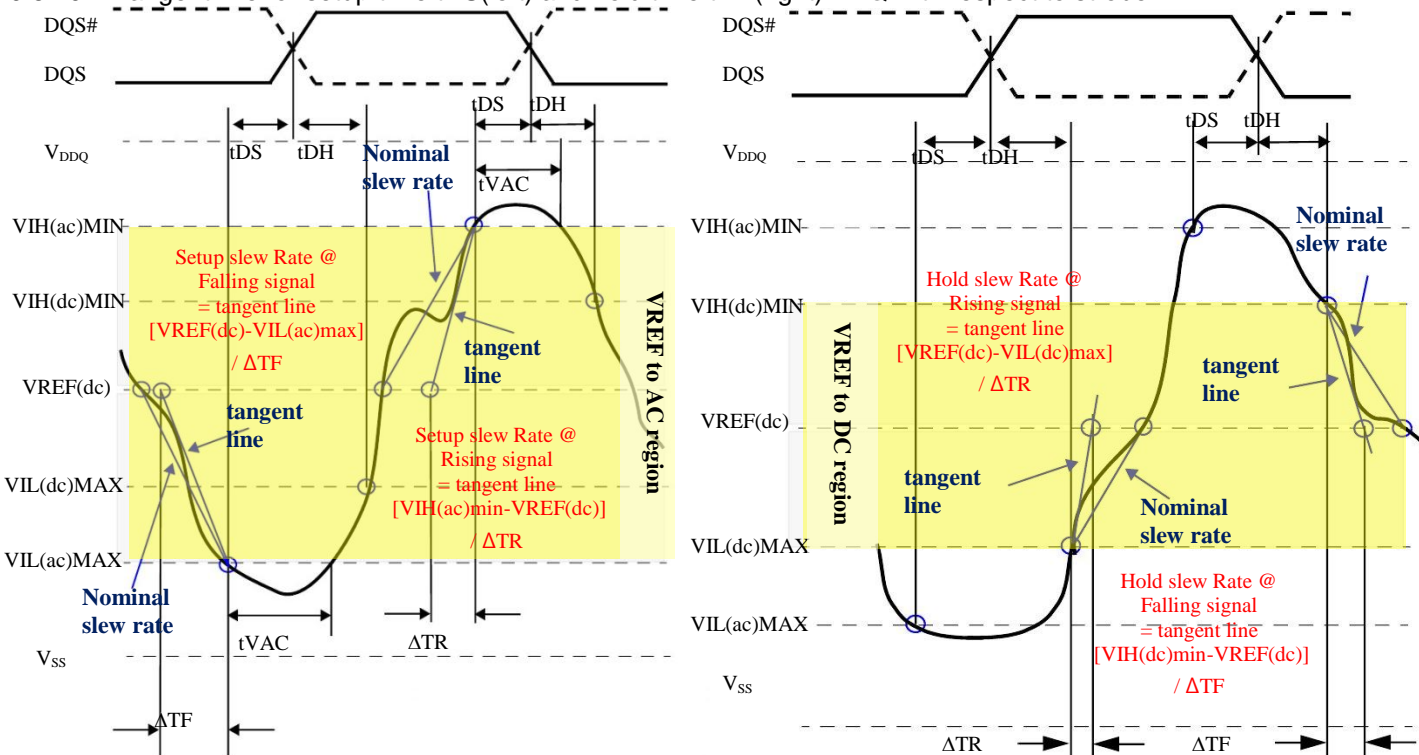 DQS#
DQS
tDS
tDH
tDS
tDH
VDDQ
Nominal
slew rate
tVAC
VIH(ac)MIN
Setup slew Rate @
Falling signal
= tangent line
[VREF(dc)-VIL(ac)max]
/ ΔTF
VIH(dc)MIN
tangent
line
VREF(dc)
tangent
line
Setup slew Rate @
Rising signal
= tangent line
[VIH(ac)min-VREF(dc)]
/ ΔTR
VREF to AC region
VIL(dc)MAX
VIL(ac)MAX
Nominal
slew rate
tVAC
ΔTR
VSS
ΔTF
DQS#
DQS
tDS
tDH
tDS
tDH
VDDQ
VIH(ac)MIN
Nominal
slew rate
Hold slew Rate @
Rising signal
= tangent line
[VREF(dc)-VIL(dc)max]
/ ΔTR
VIH(dc)MIN
VREF to DC region
tangent
line
VREF(dc)
tangent
line
Nominal
slew rate
VIL(dc)MAX
Hold slew Rate @
Falling signal
= tangent line
[VIH(dc)min-VREF(dc)]
/ ΔTF
VIL(ac)MAX
VSS
ΔTR
ΔTF